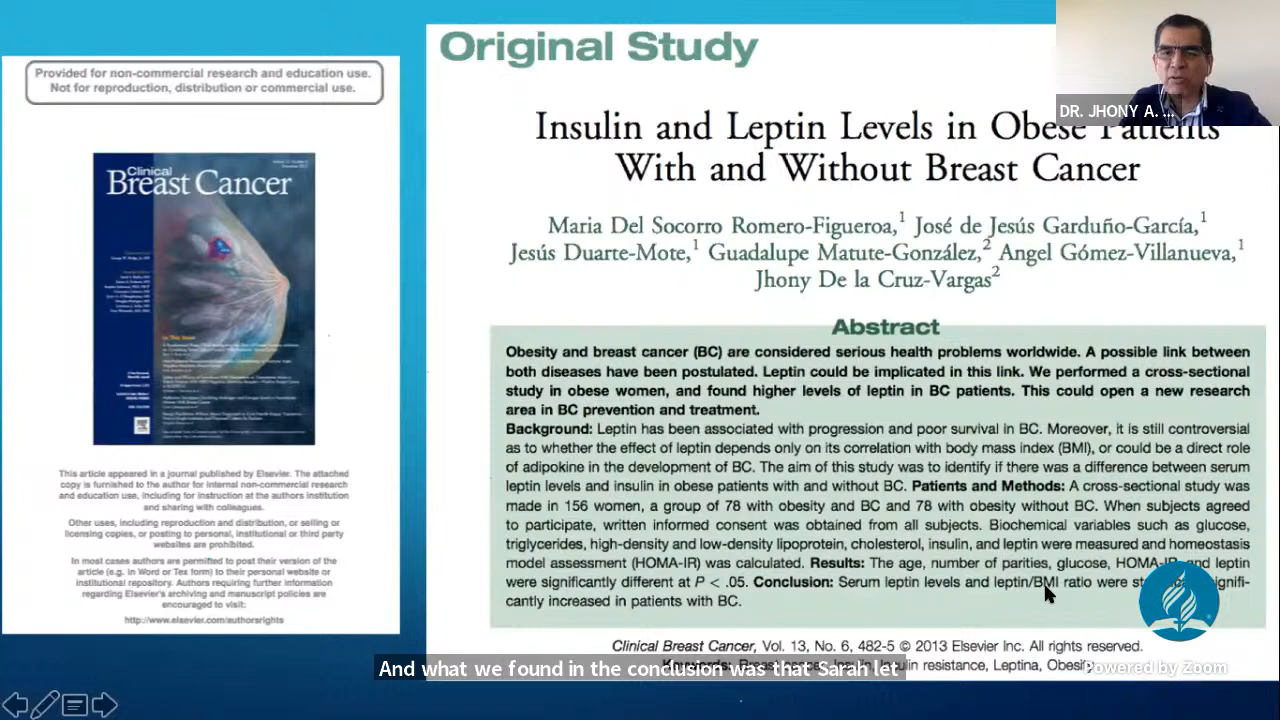 Provided for non-commercial research and education use.
Not for reproduction, distribution or commercial use.
Clinical
Breast Cancer
This article appeared in a journal published by Elsevier. The attached
copy is furnished to the author for internal non-commercial research
and education use, including for instruction at the authors institution
and sharing with colleagues.
Other uses, including reproduction and distribution, or selling or
licensing copies, or posting to personal, institutional or third party
websites are prohibited.
In most cases authors are permitted to post their version of the
article (e.g. in Word or Tex form) to their personal website or
institutional repository. Authors requiring further information
regarding Elsevier's archiving and manuscript policies are
encouraged to visit:
http://www.elsevier.com/authorsrights
Original Study
DR. JHONY A. ...
Insulin and Leptin Levels in Obese Patients
With and Without Breast Cancer
Maria Del Socorro Romero-Figueroa,1 José de Jesús Garduño-García,1
Jesús Duarte-Mote,1 Guadalupe Matute-González,2 Angel Gómez-Villanueva,1
Jhony De la Cruz-Vargas2
Abstract
Obesity and breast cancer (BC) are considered serious health problems worldwide. A possible link between
both diseases have been postulated. Leptin could be implicated in this link. We performed a cross-sectional
study in obese women, and found higher levels of leptin in BC patients. This could open a new research
area in BC prevention and treatment.
Background: Leptin has been associated with progression and poor survival in BC. Moreover, it is still controversial
as to whether the effect of leptin depends only on its correlation with body mass index (BMI), or could be a direct role
of adipokine in the development of BC. The aim of this study was to identify if there was a difference between serum
leptin levels and insulin in obese patients with and without BC. Patients and Methods: A cross-sectional study was
made in 156 women, a group of 78 with obesity and BC and 78 with obesity without BC. When subjects agreed
to participate, written informed consent was obtained from all subjects. Biochemical variables such as glucose,
triglycerides, high-density and low-density lipoprotein, cholesterol, insulin, and leptin were measured and homeostasis
model assessment (HOMA-IR) was calculated. Results: The age, number of parities, glucose, HOMA-IR and leptin
were significantly different at P < .05. Conclusion: Serum leptin levels and leptin/BMI ratio were signifi-
cantly increased in patients with BC.
Clinical Breast Cancer, Vol. 13, No. 6, 482-5 © 2013 Elsevier Inc. All rights reserved.
Insulin resistance, Leptina, Obesity
And what we found in the conclusion was that Sarah let
Powered by Zoom